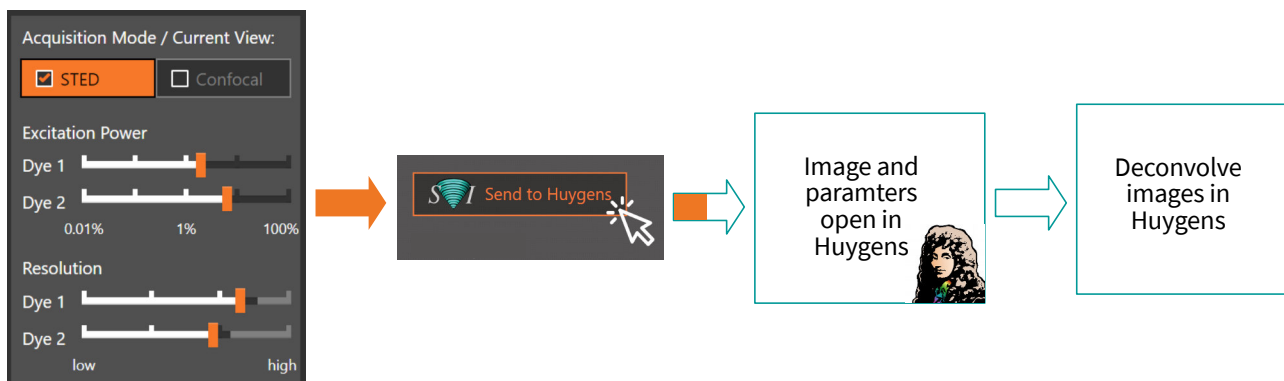 Acquisition Mode / Current View:
STED
Confocal
Excitation Power
Dye 1
Dye 2
0.01% 1% 100%
Resolution
Dye 1
Dye 2
low high
SVI Send to Huygens
Image and
paramters
open in
Huygens
Deconvolve
images in
Huygens